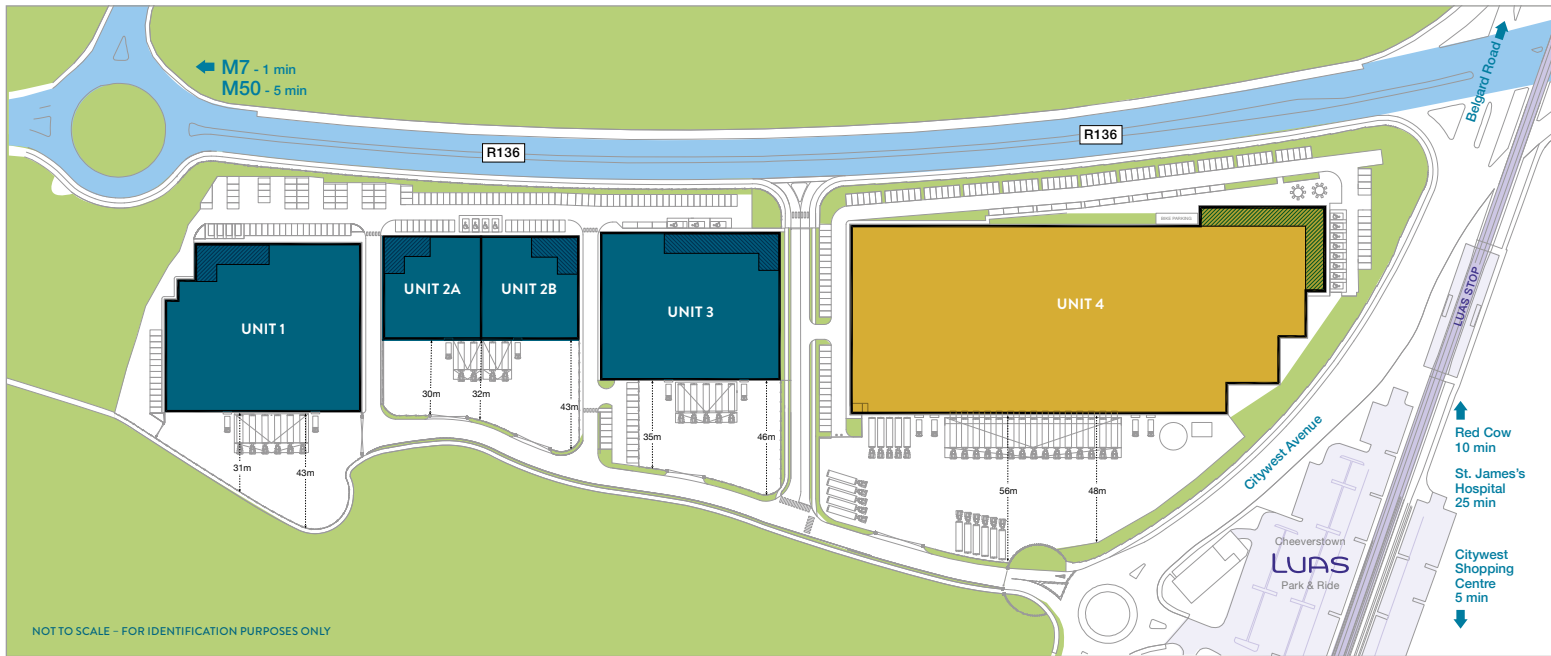 M7 - 1 min
M50 - 5 min
Belgard Road
R136
R136
BIKE PARKING
UNIT 1
UNIT 2A
UNIT 2B
UNIT 3
UNIT 4
LUAS STOP
30m
32m
43m
35m
46m
31m
43m
56m
48m
Citywest Avenue
Red Cow
10 min
St. James's
Hospital
25 min
Cheeverstown
LUAS
Park & Ride
Citywest
Shopping
Centre
5 min
NOT TO SCALE – FOR IDENTIFICATION PURPOSES ONLY